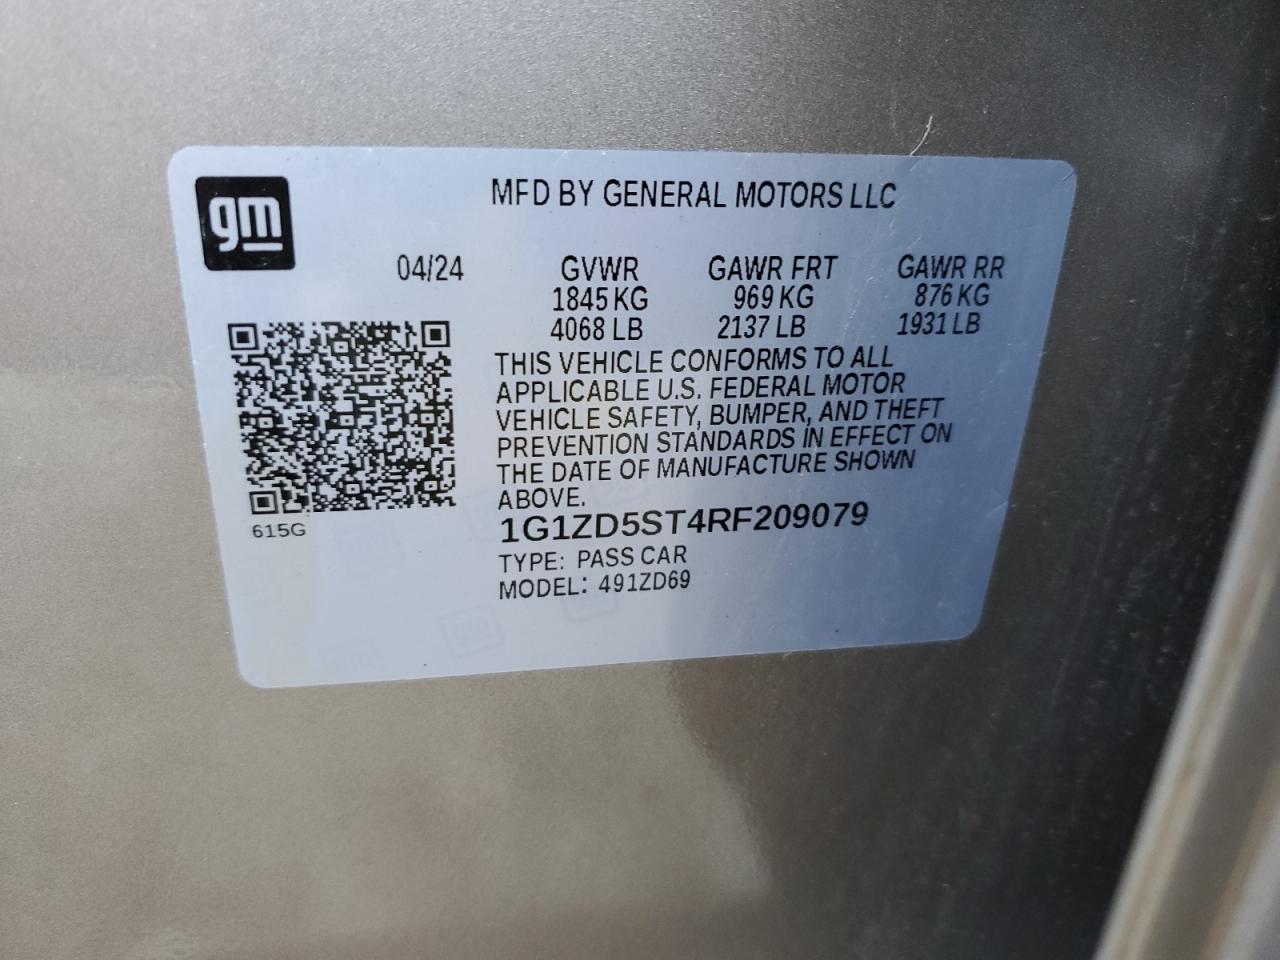 gm
MFD BY GENERAL MOTORS LLC
04/24 GVWR GAWR FRT GAWR RR
1845 KG 969 KG 876 KG
4068 LB 2137 LB 1931 LB
THIS VEHICLE CONFORMS TO ALL
APPLICABLE U.S. FEDERAL MOTOR
VEHICLE SAFETY, BUMPER, AND THEFT
PREVENTION STANDARDS IN EFFECT ON
THE DATE OF MANUFACTURE SHOWN
ABOVE.
615G
1G1ZD5ST4RF209079
TYPE: PASS CAR
MODEL: 491ZD69